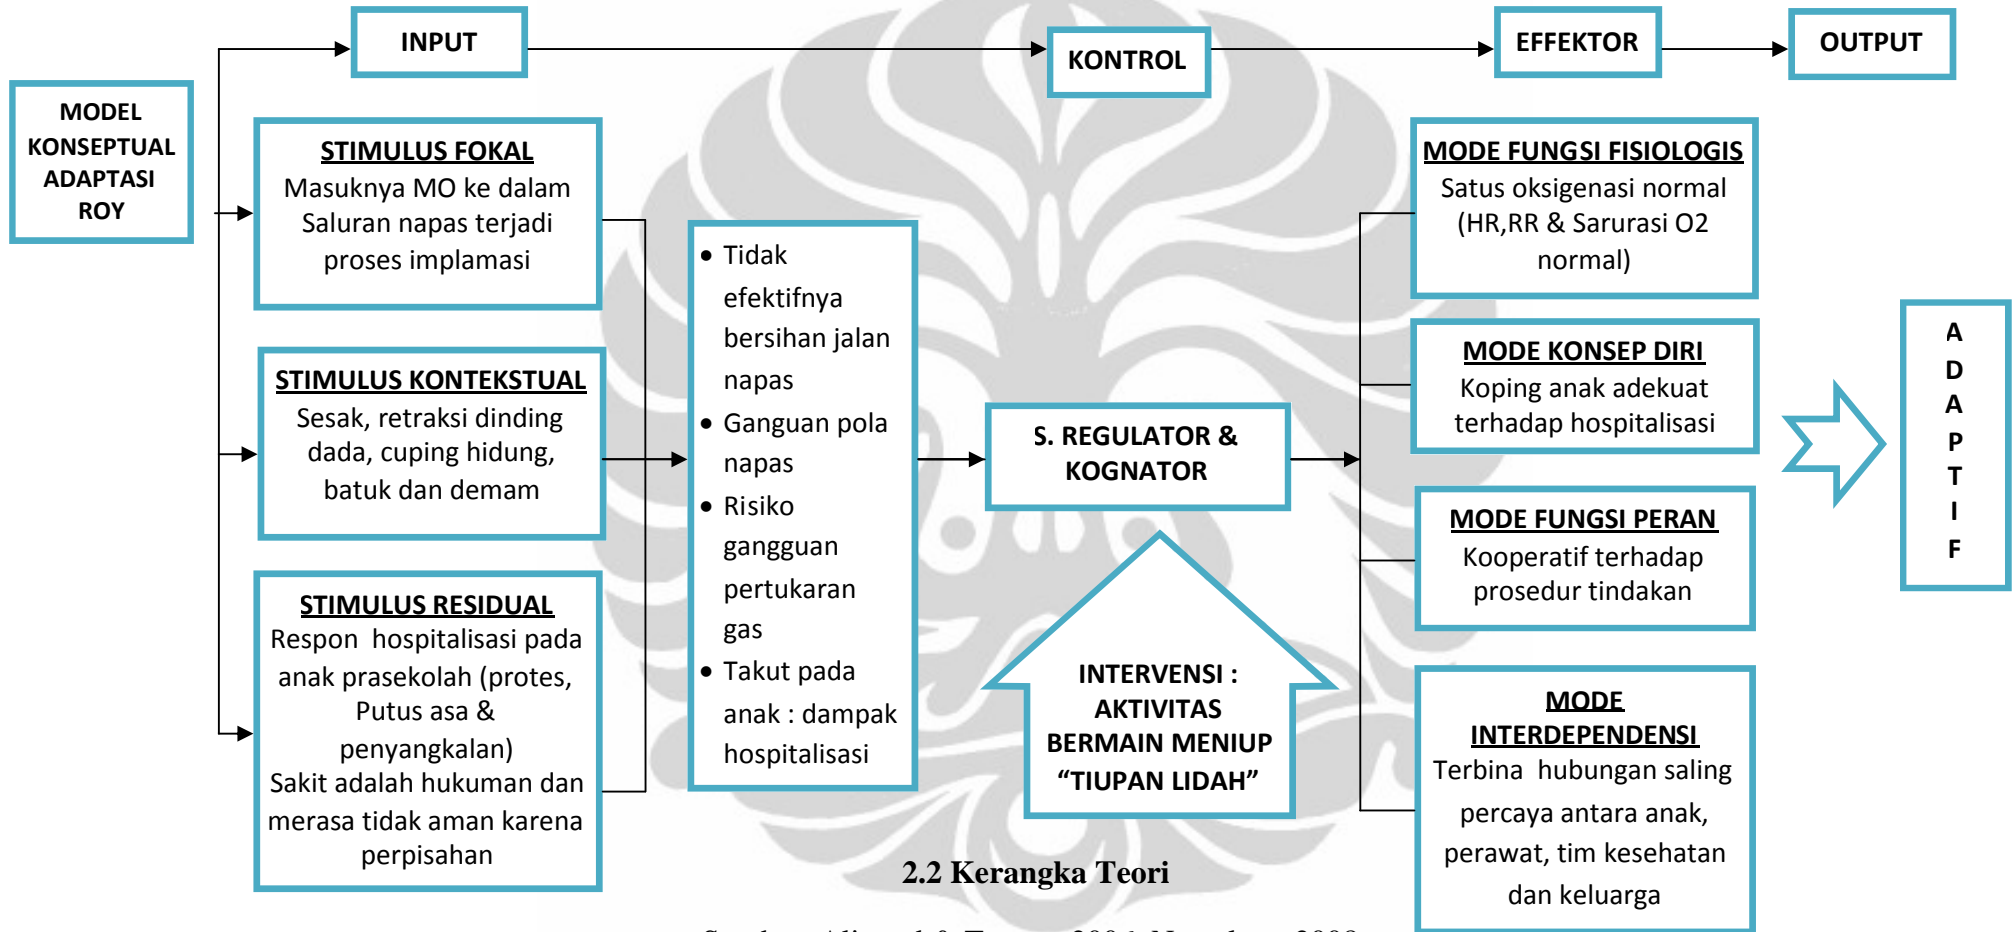 INPUT
KONTROL
EFFEKTOR
OUTPUT
MODEL
KONSEPTUAL
ADAPTASI
ROY
STIMULUS FOKAL
Masuknya MO ke dalam
Saluran napas terjadi
proses implamasi
STIMULUS KONTEKSTUAL
Sesak, retraksi dinding
dada, cuping hidung,
batuk dan demam
STIMULUS RESIDUAL
Respon hospitalisasi pada
anak prasekolah (protes,
Putus asa &
penyangkalan)
Sakit adalah hukuman dan
merasa tidak aman karena
perpisahan
• Tidak
efektifnya
bersihan jalan
napas
• Ganguan pola
napas
• Risiko
gangguan
pertukaran
gas
• Takut pada
anak : dampak
hospitalisasi
S. REGULATOR &
KOGNATOR
INTERVENSI :
AKTIVITAS
BERMAIN MENIUP
“TIUPAN LIDAH”
MODE FUNGSI FISIOLOGIS
Satus oksigenasi normal
(HR,RR & Sarurasi O2
normal)
MODE KONSEP DIRI
Koping anak adekuat
terhadap hospitalisasi
MODE FUNGSI PERAN
Kooperatif terhadap
prosedur tindakan
MODE
INTERDEPENDENSI
Terbina hubungan saling
percaya antara anak,
perawat, tim kesehatan
dan keluarga
A
D
A
P
T
I
F
2.2 Kerangka Teori